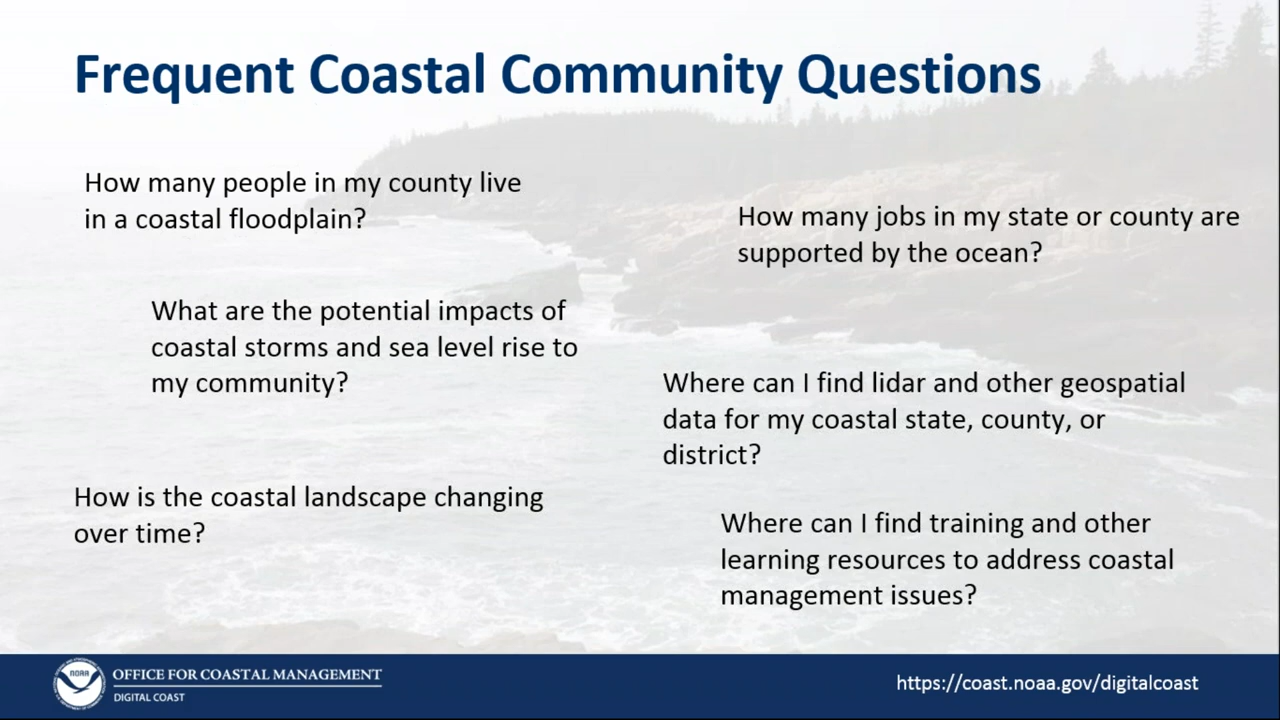 Frequent Coastal Community Questions
How many people in my county live
in a coastal floodplain?
How many jobs in my state or county are
supported by the ocean?
What are the potential impacts of
coastal storms and sea level rise to
my community?
Where can I find lidar and other geospatial
data for my coastal state, county, or
district?
How is the coastal landscape changing
over time?
Where can I find training and other
learning resources to address coastal
management issues?
NOAA
OFFICE FOR COASTAL MANAGEMENT
DIGITAL COAST
https://coast.noaa.gov/digitalcoast